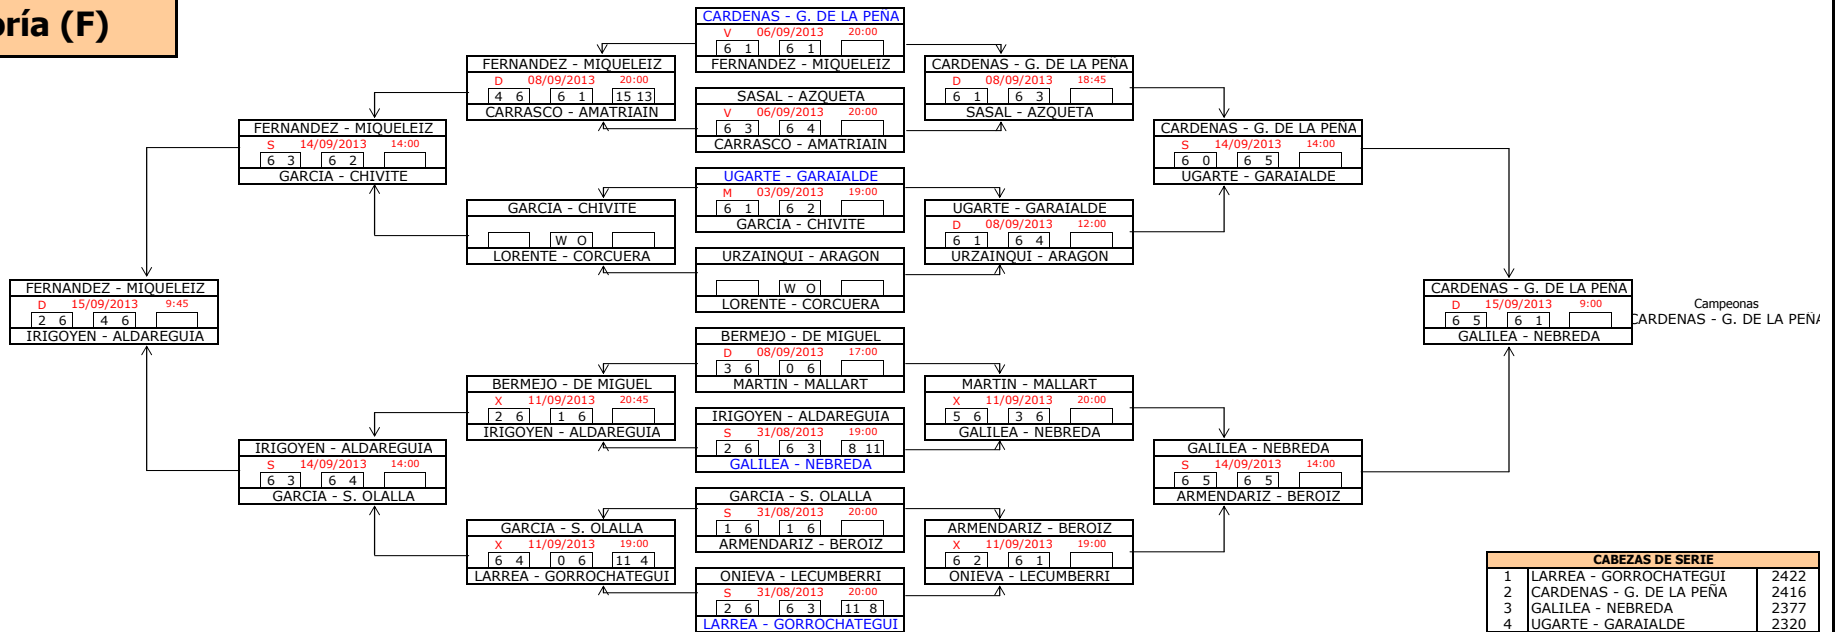 oría (F)
CARDENAS - G. DE LA PEÑA
V 06/09/2013 20:00
6 1 6 1
FERNANDEZ - MIQUELEIZ
SASAL - AZQUETA
V 06/09/2013 20:00
6 3 6 4
CARRASCO - AMATRIAIN
UGARTE - GARAIALDE
M 03/09/2013 19:00
6 1 6 2
GARCIA - CHIVITE
URZAINQUI - ARAGON
W O
LORENTE - CORCUERA
BERMEJO - DE MIGUEL
D 08/09/2013 17:00
3 6 0 6
MARTIN - MALLART
IRIGOYEN - ALDAREGUIA
S 31/08/2013 19:00
2 6 6 3 8 11
GALILEA - NEBREDA
GARCIA - S. OLALLA
S 31/08/2013 20:00
1 6 1 6
ARMENDARIZ - BEROIZ
ONIEVA - LECUMBERRI
S 31/08/2013 20:00
2 6 6 3 11 8
LARREA - GORROCHATEGUI
FERNANDEZ - MIQUELEIZ
D 08/09/2013 20:00
4 6 6 1 15 13
CARRASCO - AMATRIAIN
GARCIA - CHIVITE
W O
LORENTE - CORCUERA
BERMEJO - DE MIGUEL
X 11/09/2013 20:45
2 6 1 6
IRIGOYEN - ALDAREGUIA
GARCIA - S. OLALLA
X 11/09/2013 19:00
6 4 0 6 11 4
LARREA - GORROCHATEGUI
FERNANDEZ - MIQUELEIZ
S 14/09/2013 14:00
6 3 6 2
GARCIA - CHIVITE
IRIGOYEN - ALDAREGUIA
S 14/09/2013 14:00
6 3 6 4
GARCIA - S. OLALLA
FERNANDEZ - MIQUELEIZ
D 15/09/2013 9:45
2 6 4 6
IRIGOYEN - ALDAREGUIA
CARDENAS - G. DE LA PEÑA
D 08/09/2013 18:45
6 1 6 3
SASAL - AZQUETA
UGARTE - GARAIALDE
D 08/09/2013 12:00
6 1 6 4
URZAINQUI - ARAGON
MARTIN - MALLART
X 11/09/2013 20:00
5 6 3 6
GALILEA - NEBREDA
ARMENDARIZ - BEROIZ
X 11/09/2013 19:00
6 2 6 1
ONIEVA - LECUMBERRI
CARDENAS - G. DE LA PEÑA
S 14/09/2013 14:00
6 0 6 5
UGARTE - GARAIALDE
GALILEA - NEBREDA
S 14/09/2013 14:00
6 5 6 5
ARMENDARIZ - BEROIZ
CARDENAS - G. DE LA PEÑA
D 15/09/2013 9:00
6 5 6 1
GALILEA - NEBREDA
Campeonas
CARDENAS - G. DE LA PEÑA
CABEZAS DE SERIE
1 LARREA - GORROCHATEGUI 2422
2 CARDENAS - G. DE LA PEÑA 2416
3 GALILEA - NEBREDA 2377
4 UGARTE - GARAIALDE 2320